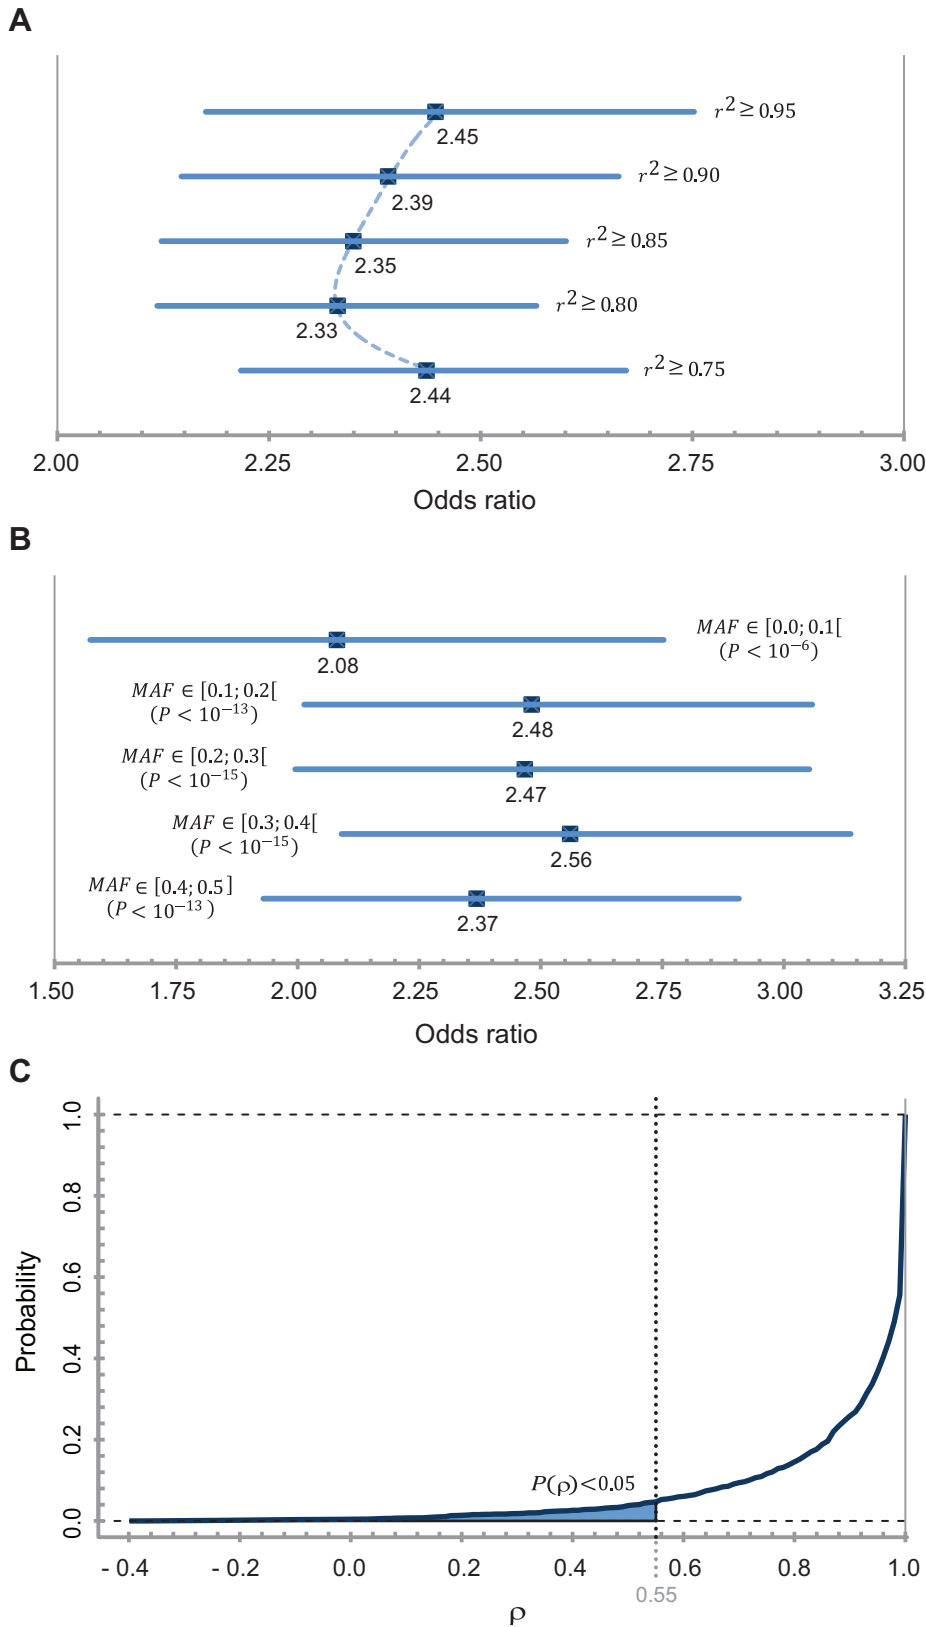 A
r² ≥ 0.95
2.45
r² ≥ 0.90
2.39
r² ≥ 0.85
2.35
r² ≥ 0.80
2.33
r² ≥ 0.75
2.44
2.00 2.25 2.50 2.75 3.00
Odds ratio
B
MAF ∈ [0.0; 0.1[
(P < 10⁻⁶)
2.08
MAF ∈ [0.1; 0.2[
(P < 10⁻¹³)
2.48
MAF ∈ [0.2; 0.3[
(P < 10⁻¹⁵)
2.47
MAF ∈ [0.3; 0.4[
(P < 10⁻¹⁵)
2.56
MAF ∈ [0.4; 0.5]
(P < 10⁻¹³)
2.37
1.50 1.75 2.00 2.25 2.50 2.75 3.00 3.25
Odds ratio
C
1.0
0.8
0.6
0.4
0.2
0.0
Probability
P(ρ)<0.05
- 0.4 - 0.2 0.0 0.2 0.4 0.6 0.8 1.0
0.55
ρ